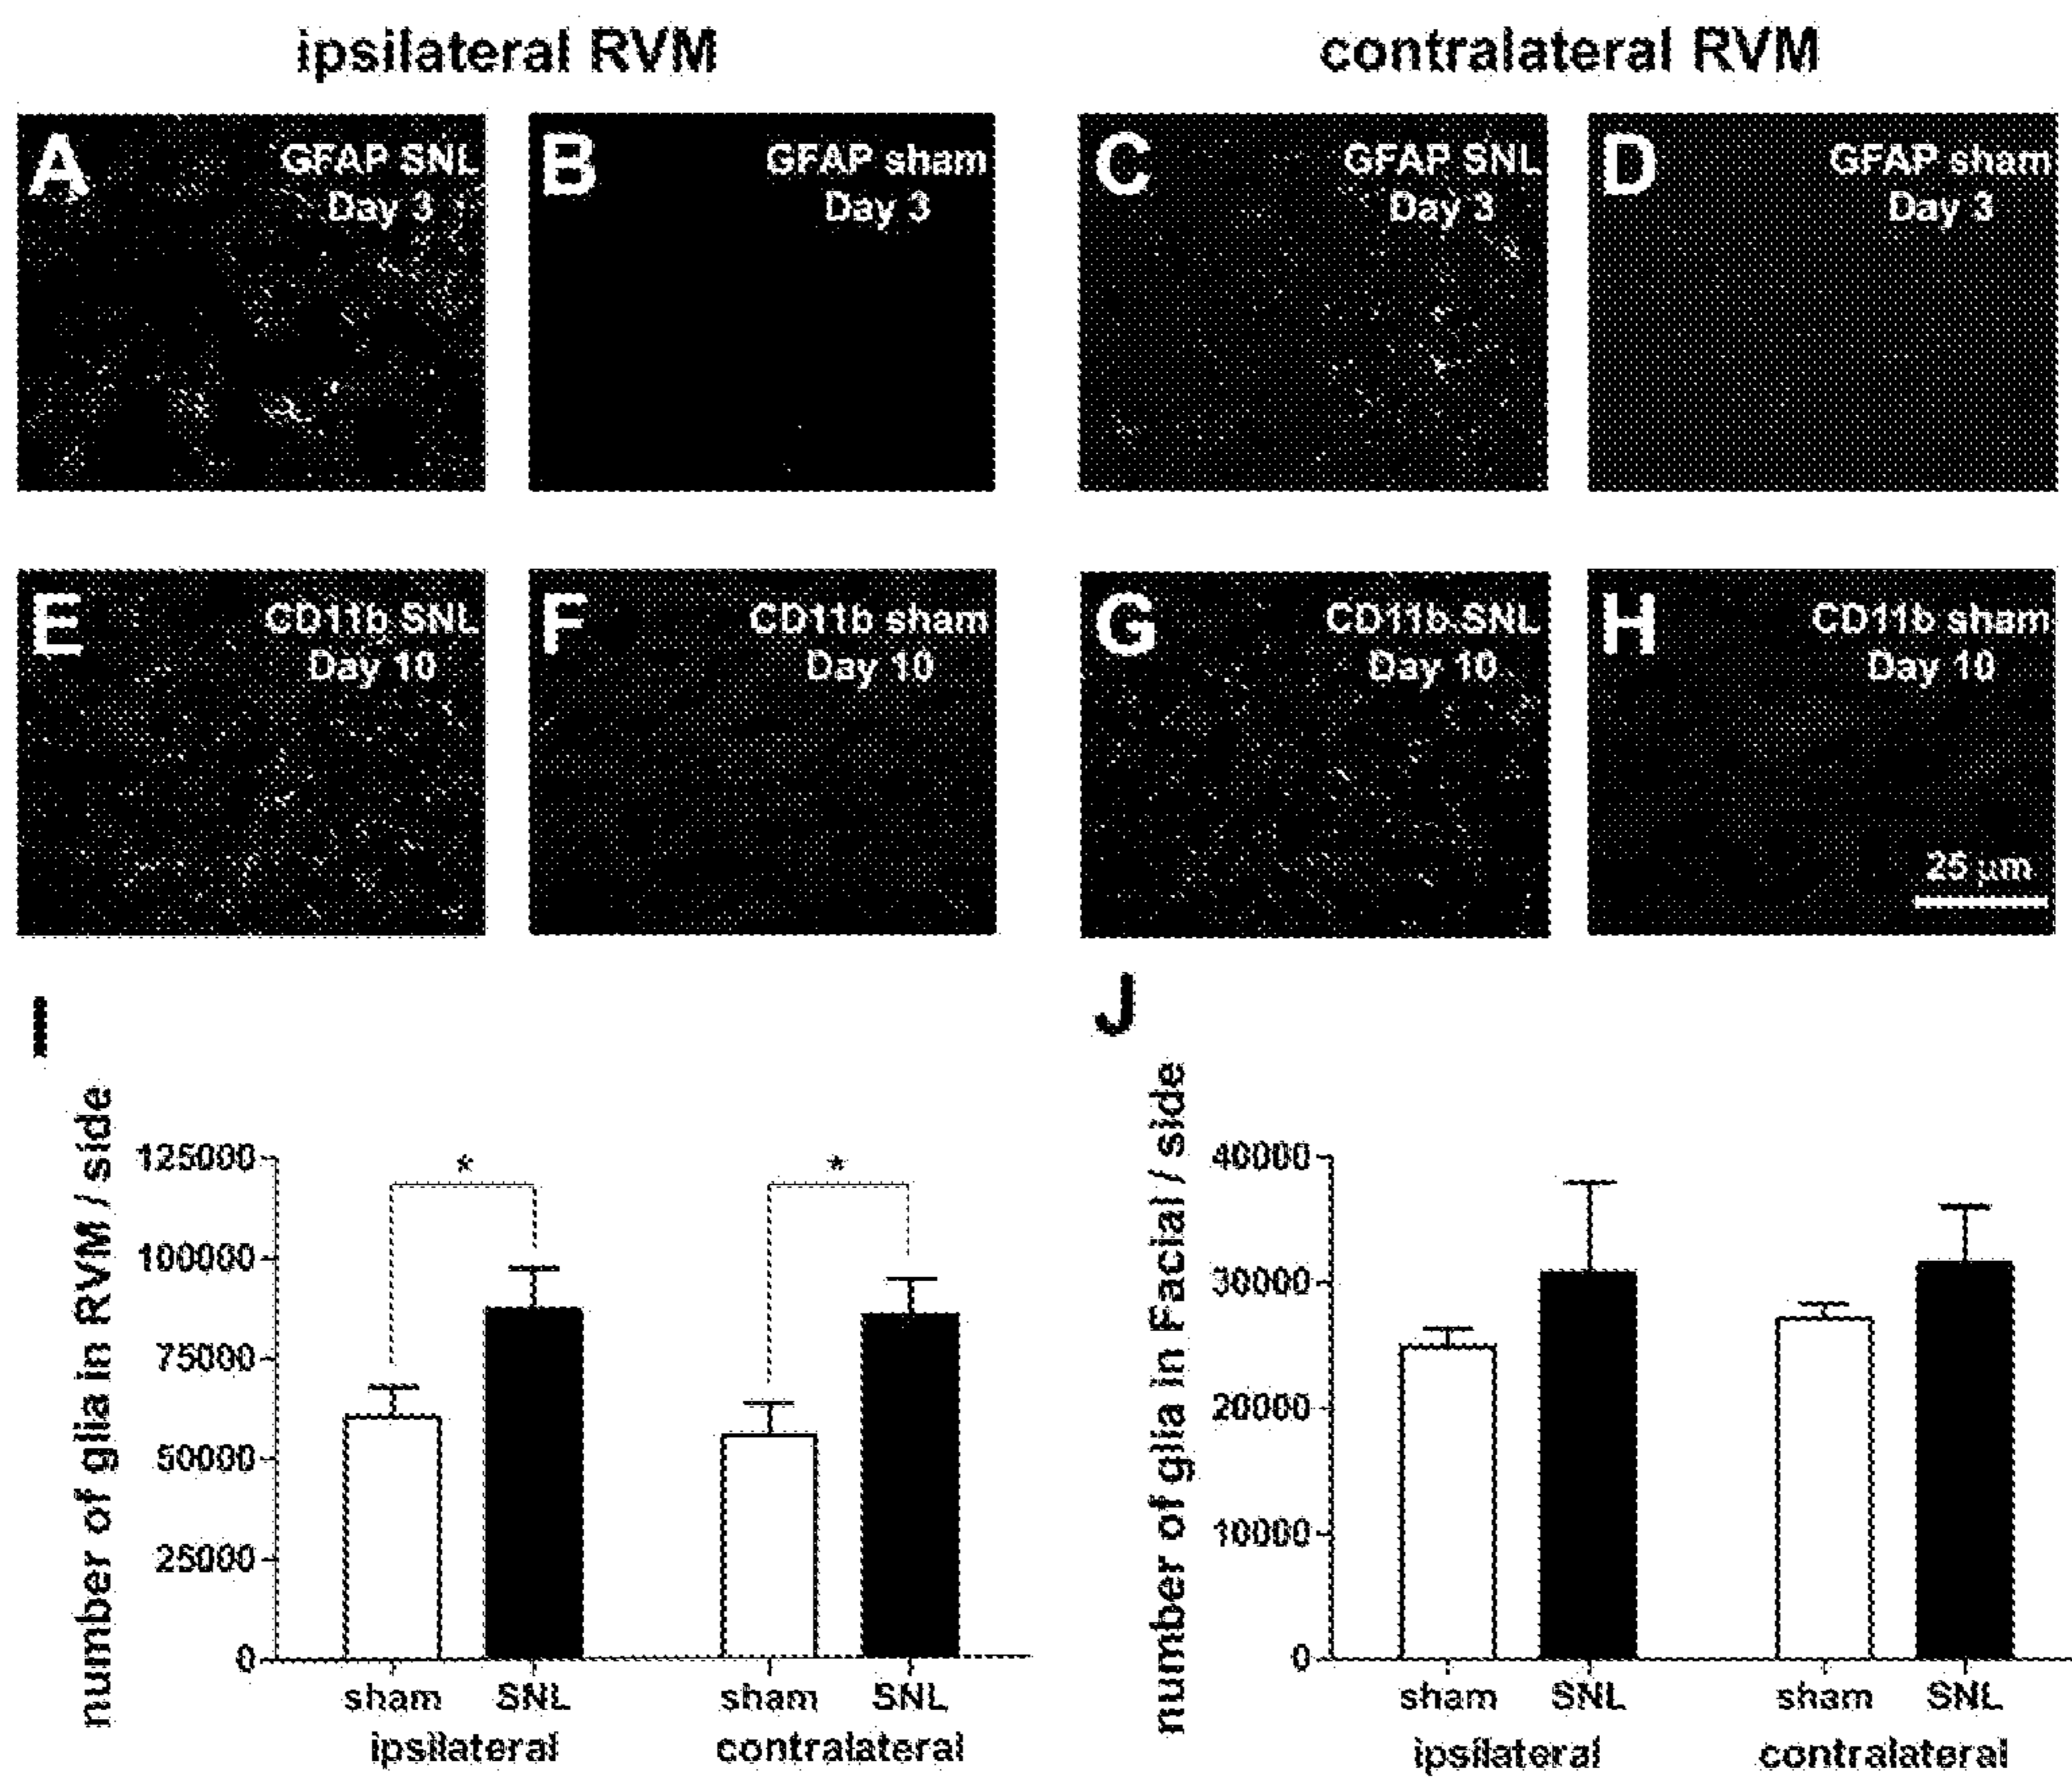 ipsilateral RVM
contralateral RVM
A
GFAP SNL
Day 3
B
GFAP sham
Day 3
C
GFAP SNL
Day 3
D
GFAP sham
Day 3
E
CD11b SNL
Day 10
F
CD11b sham
Day 10
G
CD11b SNL
Day 10
H
CD11b sham
Day 10
25 µm
I
number of glia in RVM / side
125000
100000
75000
50000
25000
0
*
*
sham
SNL
sham
SNL
ipsilateral
contralateral
J
number of glia in Facial / side
40000
30000
20000
10000
0
sham
SNL
sham
SNL
ipsilateral
contralateral